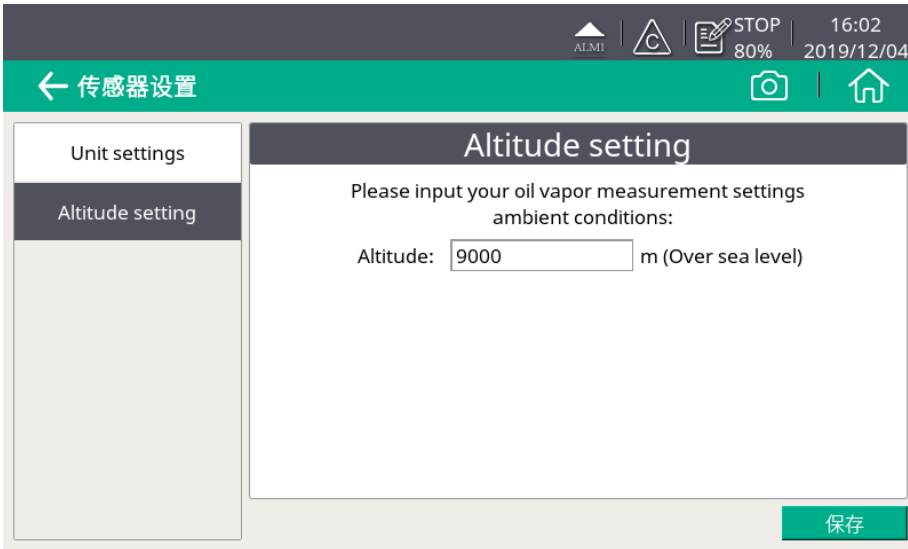 ALM1
C
STOP
80%
16:02
2019/12/04
传感器设置
Unit settings
Altitude setting
Altitude setting
Please input your oil vapor measurement settings
ambient conditions:
Altitude: 9000 m (Over sea level)
保存